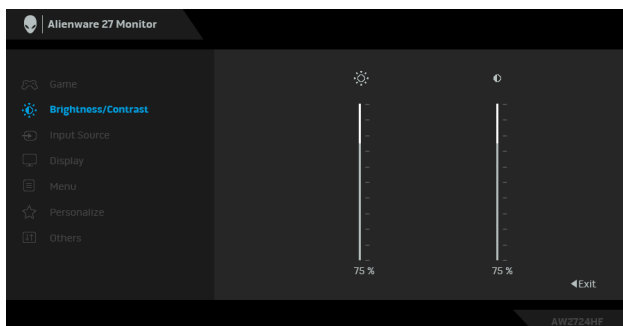 Alienware 27 Monitor
Game
Brightness/Contrast
Input Source
Display
Menu
Personalize
Others
75 %
75 %
Exit
AW2724HF